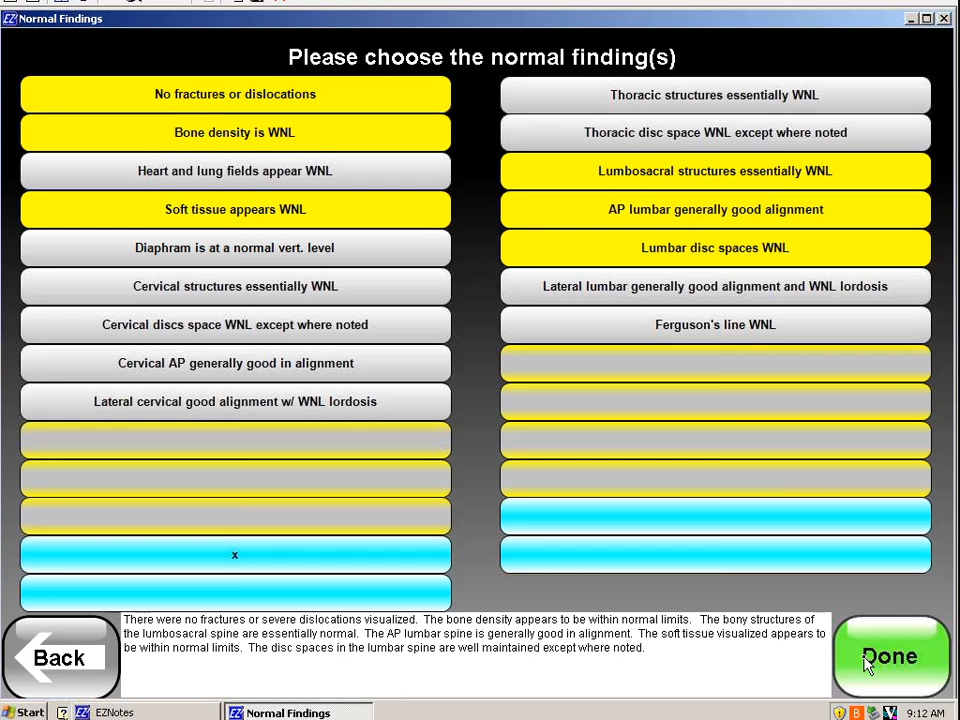 EZ Normal Findings
Please choose the normal finding(s)
No fractures or dislocations
Bone density is WNL
Heart and lung fields appear WNL
Soft tissue appears WNL
Diaphram is at a normal vert. level
Cervical structures essentially WNL
Cervical discs space WNL except where noted
Cervical AP generally good in alignment
Lateral cervical good alignment w/ WNL lordosis
x
Thoracic structures essentially WNL
Thoracic disc space WNL except where noted
Lumbosacral structures essentially WNL
AP lumbar generally good alignment
Lumbar disc spaces WNL
Lateral lumbar generally good alignment and WNL lordosis
Ferguson's line WNL
Back
There were no fractures or severe dislocations visualized. The bone density appears to be within normal limits. The bony structures of
the lumbosacral spine are essentially normal. The AP lumbar spine is generally good in alignment. The soft tissue visualized appears to
be within normal limits. The disc spaces in the lumbar spine are well maintained except where noted.
Done
Start
EZ EZNotes
EZ Normal Findings
B
V
9:12 AM